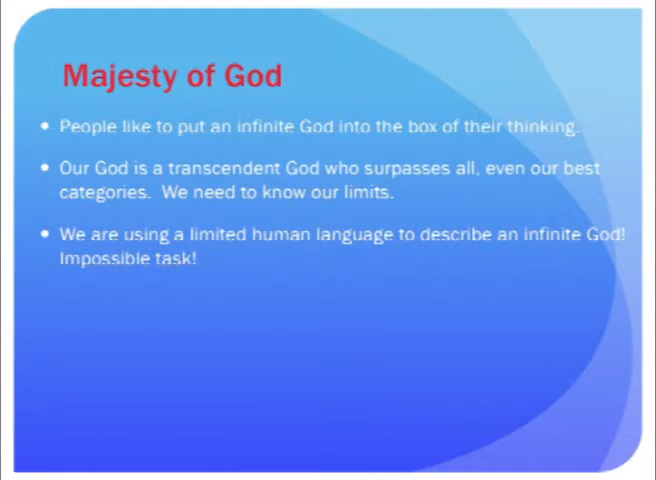 Majesty of God
• People like to put an infinite God into the box of their thinking.
• Our God is a transcendent God who surpasses all, even our best
categories. We need to know our limits.
• We are using a limited human language to describe an infinite God!
Impossible task!